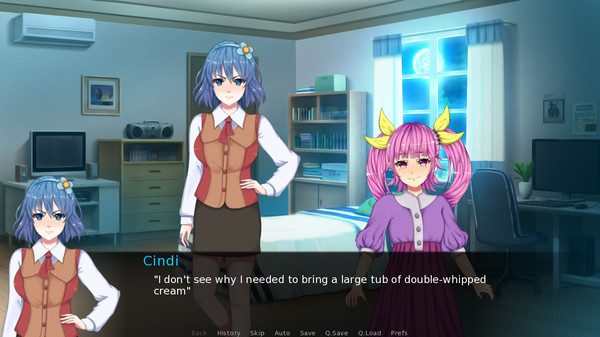 Cindi
"I don't see why I needed to bring a large tub of double-whipped
cream"
Back History Skip Auto Save Q.Save Q.Load Prefs